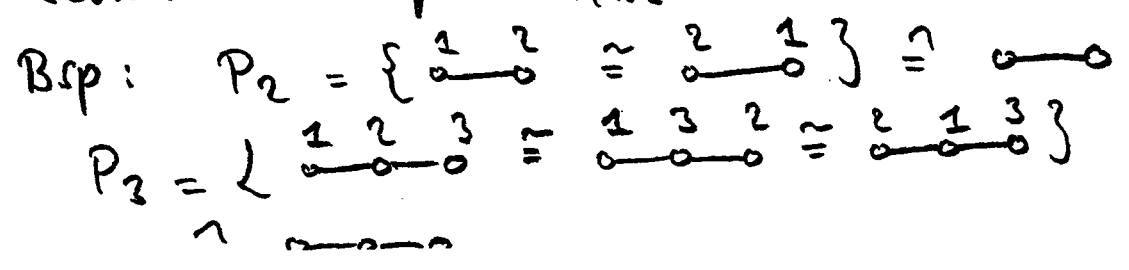 Bsp: P₂ = { 1 2 ≅ 2 1 } ≙
P₃ = { 1 2 3 ≅ 1 3 2 ≅ 2 1 3 }